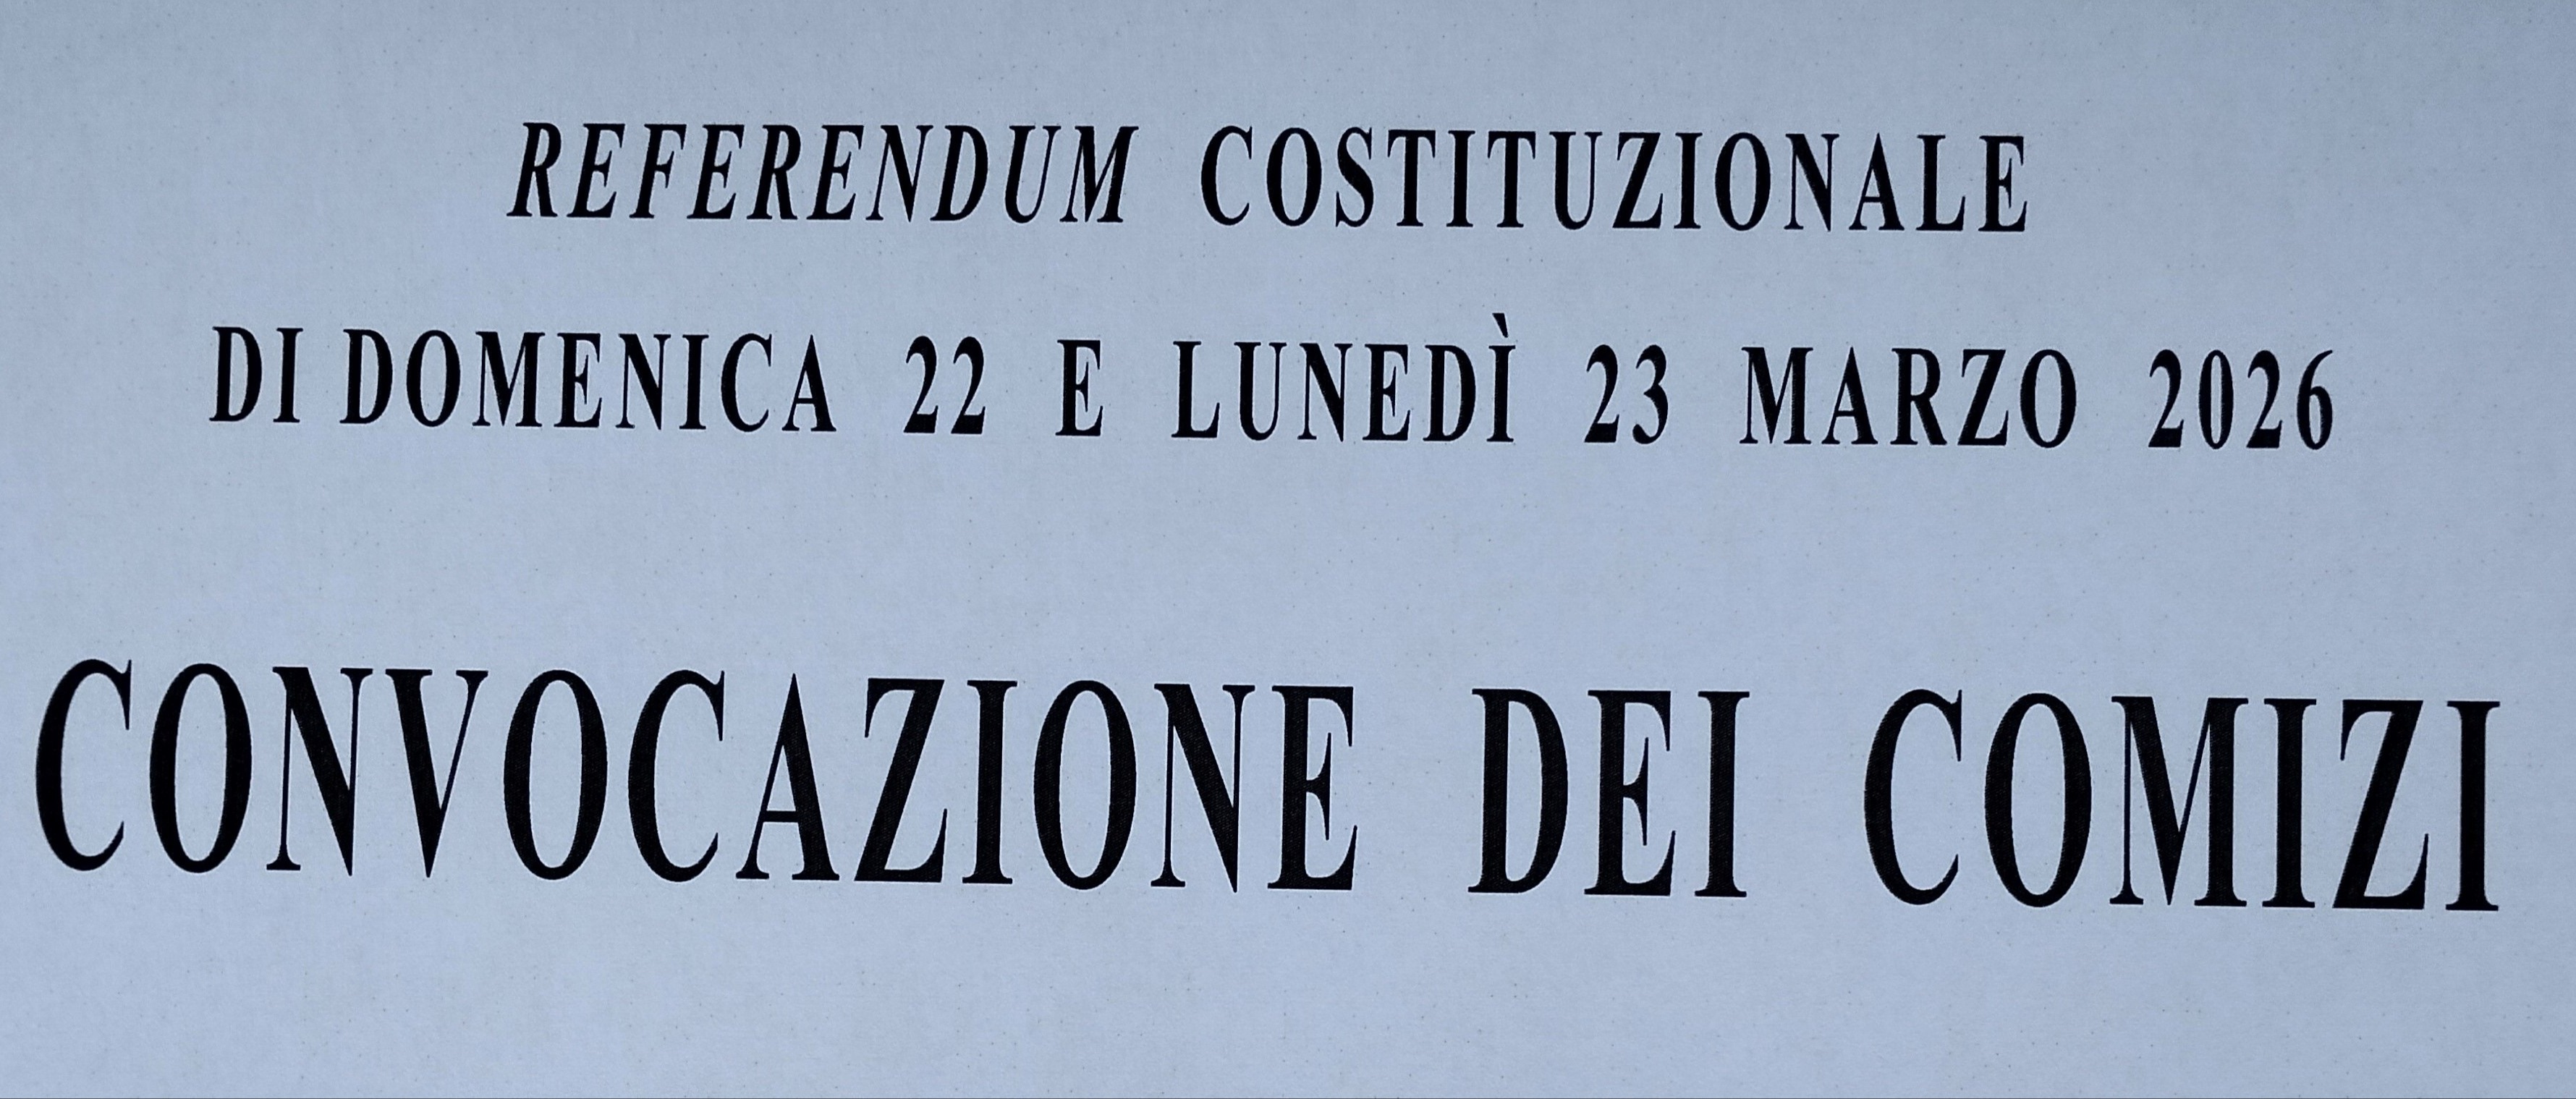 REFERENDUM COSTITUZIONALE
DI DOMENICA 22 E LUNEDÌ 23 MARZO 2026
CONVOCAZIONE DEI COMIZI